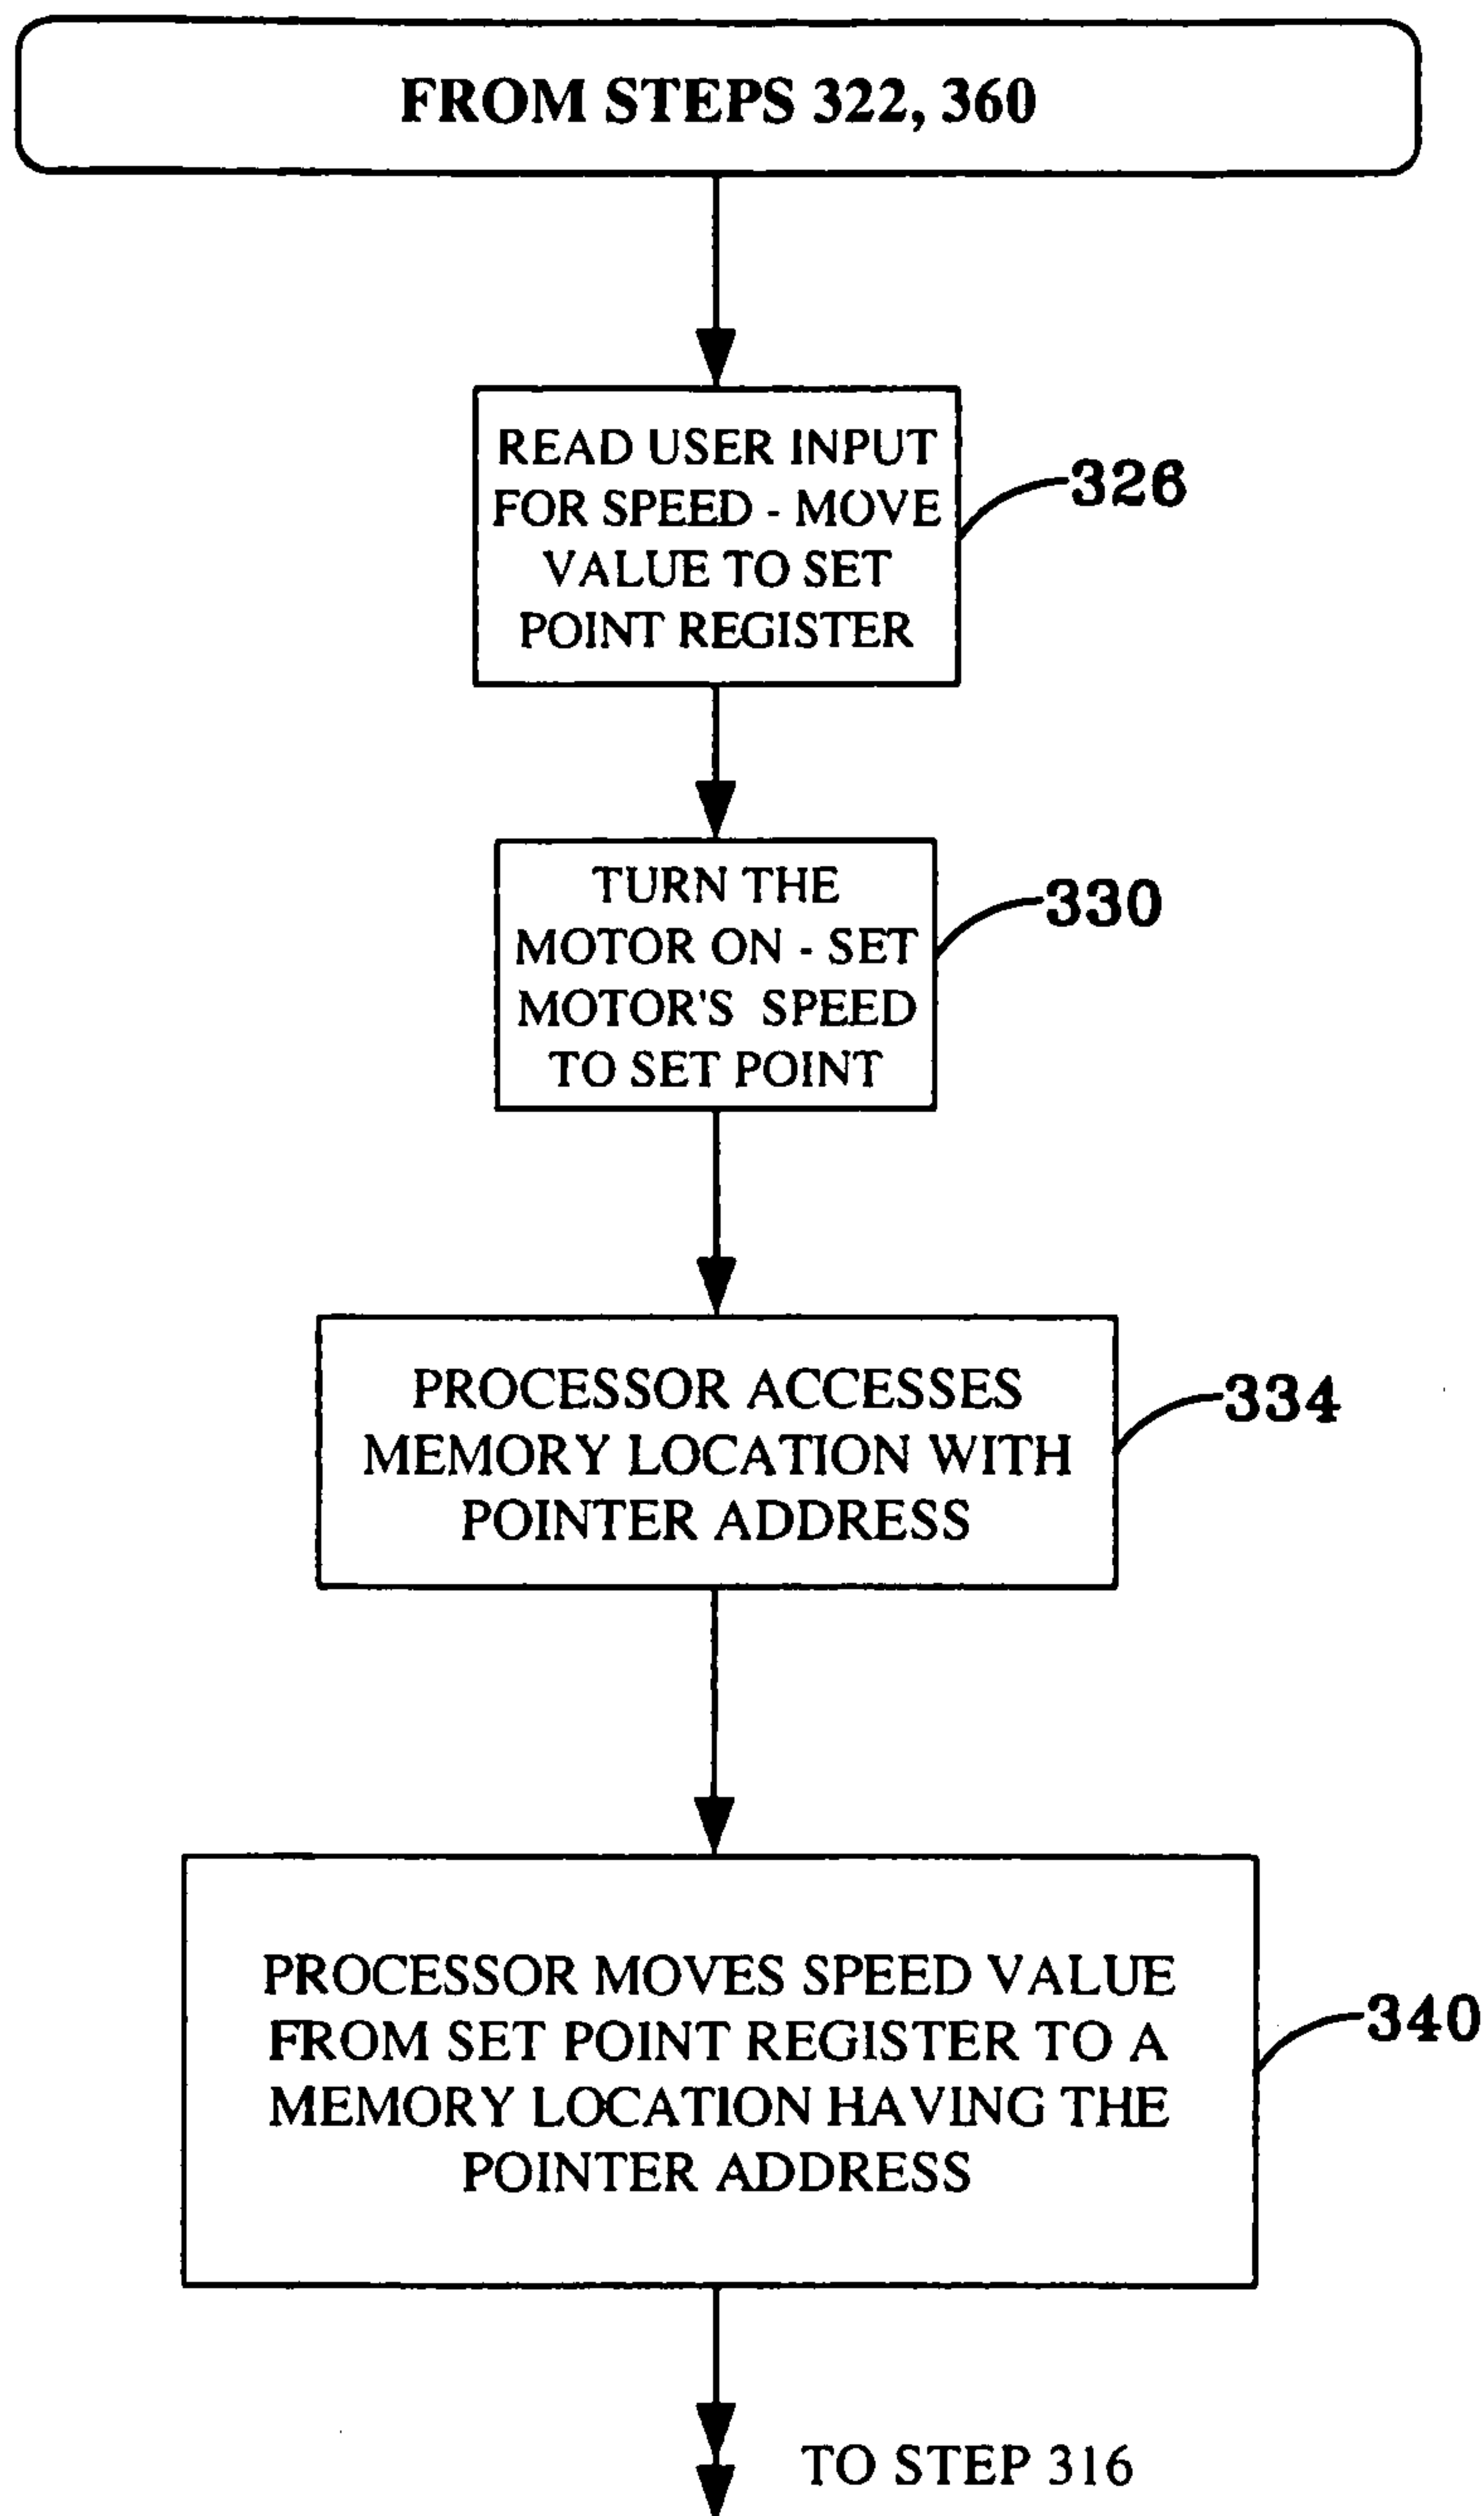 FROM STEPS 322, 360
READ USER INPUT
FOR SPEED - MOVE
VALUE TO SET
POINT REGISTER
326
TURN THE
MOTOR ON - SET
MOTOR'S SPEED
TO SET POINT
330
PROCESSOR ACCESSES
MEMORY LOCATION WITH
POINTER ADDRESS
334
PROCESSOR MOVES SPEED VALUE
FROM SET POINT REGISTER TO A
MEMORY LOCATION HAVING THE
POINTER ADDRESS
340
TO STEP 316